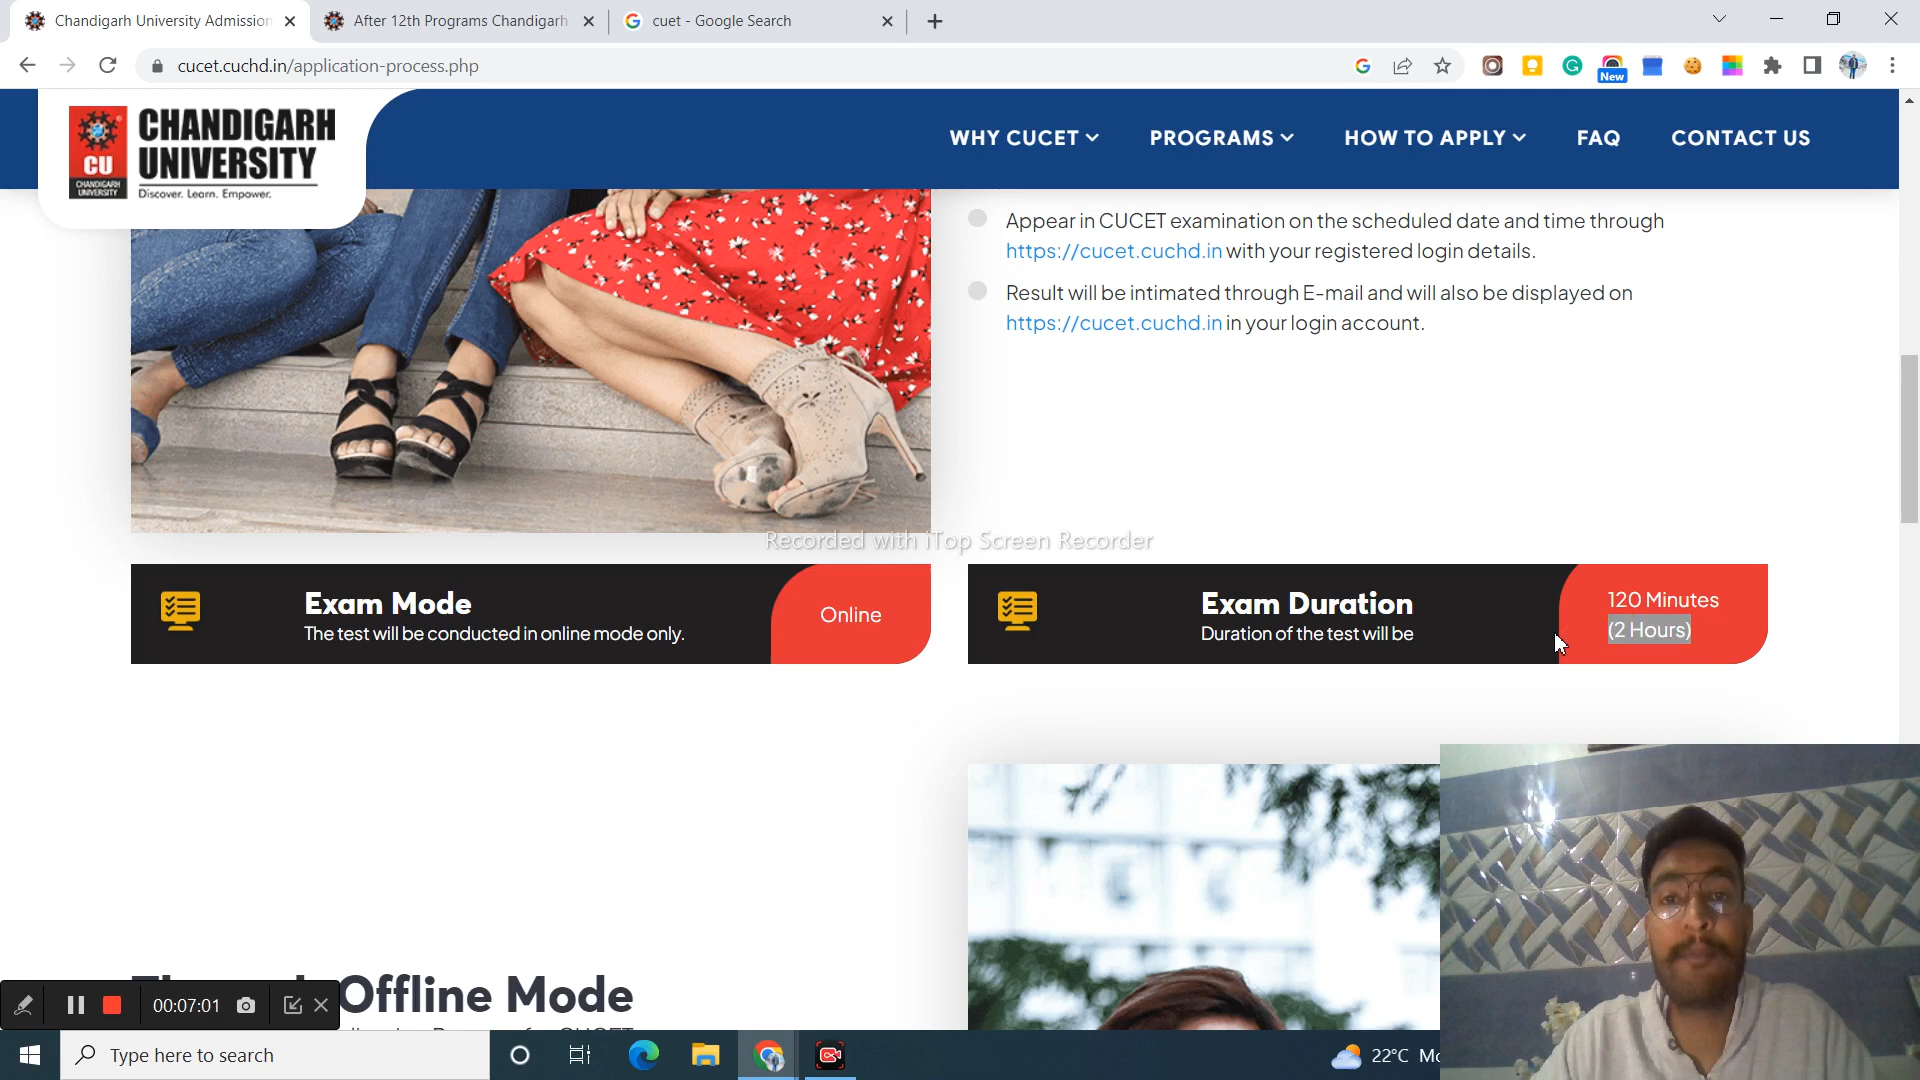 Chandigarh University Admission
After 12th Programs Chandigarh
cuet - Google Search
cucet.cuchd.in/application-process.php
New
CU
CHANDIGARH
UNIVERSITY
CHANDIGARH
UNIVERSITY
Discover. Learn. Empower.
WHY CUCET
PROGRAMS
HOW TO APPLY
FAQ
CONTACT US
Appear in CUCET examination on the scheduled date and time through
https://cucet.cuchd.in with your registered login details.
Result will be intimated through E-mail and will also be displayed on
https://cucet.cuchd.in in your login account.
Recorded with iTop Screen Recorder
Exam Mode
The test will be conducted in online mode only.
Online
Exam Duration
Duration of the test will be
120 Minutes
(2 Hours)
Offline Mode
00:07:01
Type here to search
22°C